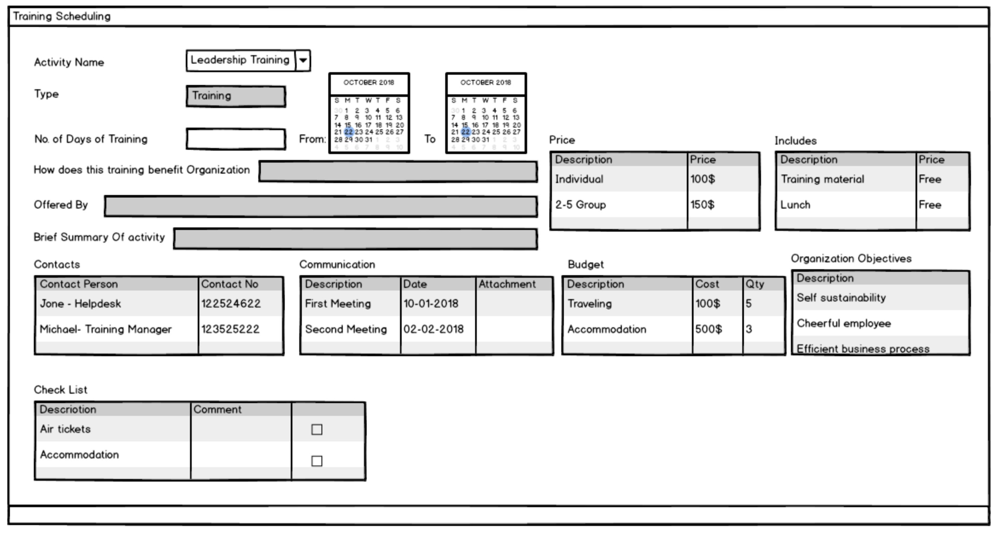 Training Scheduling
Activity Name
Leadership Training
Type
Training
No. of Days of Training
From:
OCTOBER 2018
S M T W T F S
30 1 2 3 4 5 6
7 8 9 10 11 12 13
14 15 16 17 18 19 20
21 22 23 24 25 26 27
28 29 30 31 1 2 3
4 5 6 7 8 9 10
To
OCTOBER 2018
S M T W T F S
30 1 2 3 4 5 6
7 8 9 10 11 12 13
14 15 16 17 18 19 20
21 22 23 24 25 26 27
28 29 30 31 1 2 3
4 5 6 7 8 9 10
How does this training benefit Organization
Offered By
Brief Summary Of activity
Price
Description Price
Individual 100$
2-5 Group 150$
Includes
Description Price
Training material Free
Lunch Free
Contacts
Contact Person Contact No
Jone - Helpdesk 122524622
Michael- Training Manager 123525222
Communication
Description Date Attachment
First Meeting 10-01-2018
Second Meeting 02-02-2018
Budget
Description Cost Qty
Traveling 100$ 5
Accommodation 500$ 3
Organization Objectives
Description
Self sustainability
Cheerful employee
Efficient business process
Check List
Descriotion Comment
Air tickets
Accommodation